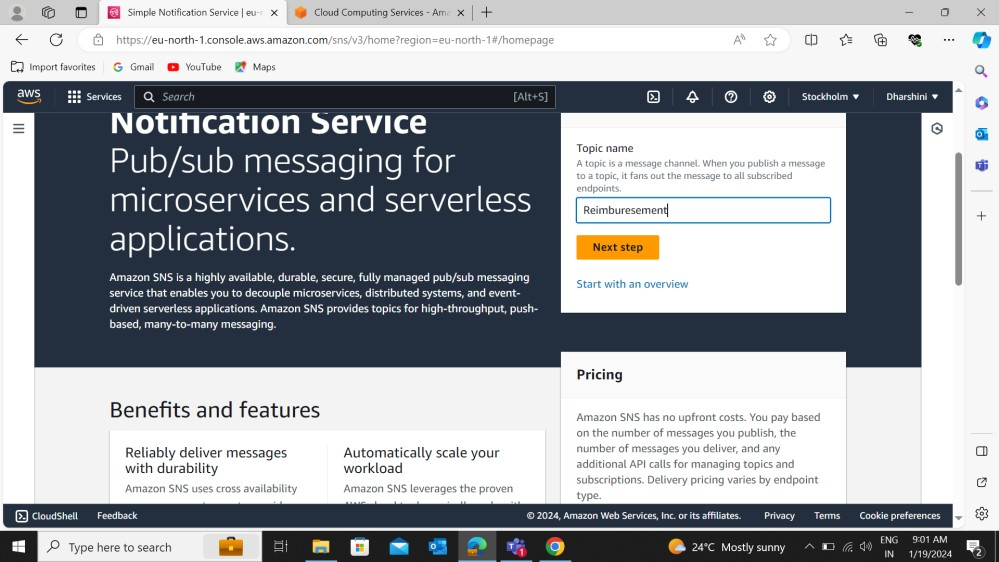 Simple Notification Service | eu-n
Cloud Computing Services - Ama
https://eu-north-1.console.aws.amazon.com/sns/v3/home?region=eu-north-1#/homepage
Import favorites
Gmail
YouTube
Maps
aws
Services
Search
[Alt+S]
Stockholm
Dharshini
Notification Service
Pub/sub messaging for
microservices and serverless
applications.
Amazon SNS is a highly available, durable, secure, fully managed pub/sub messaging
service that enables you to decouple microservices, distributed systems, and event-
driven serverless applications. Amazon SNS provides topics for high-throughput, push-
based, many-to-many messaging.
Topic name
A topic is a message channel. When you publish a message
to a topic, it fans out the message to all subscribed
endpoints.
Reimburesement
Next step
Start with an overview
Pricing
Amazon SNS has no upfront costs. You pay based
on the number of messages you publish, the
number of messages you deliver, and any
additional API calls for managing topics and
subscriptions. Delivery pricing varies by endpoint
type.
Benefits and features
Reliably deliver messages
with durability
Amazon SNS uses cross availability
Automatically scale your
workload
Amazon SNS leverages the proven
CloudShell
Feedback
© 2024, Amazon Web Services, Inc. or its affiliates.
Privacy
Terms
Cookie preferences
Type here to search
24°C Mostly sunny
ENG
IN
9:01 AM
1/19/2024
2